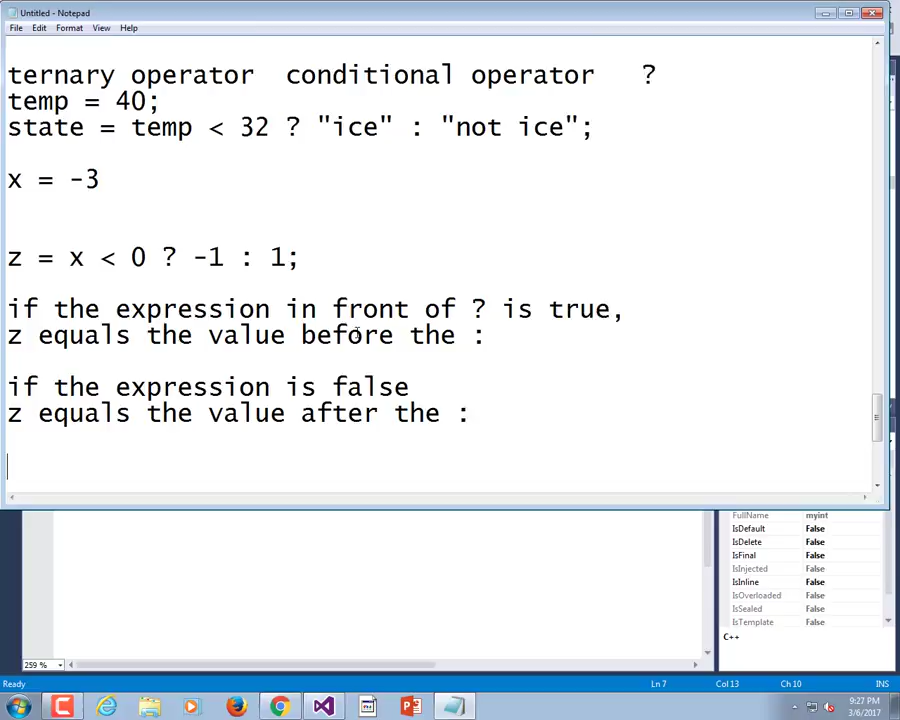 Untitled - Notepad
File Edit Format View Help
ternary operator  conditional operator   ?
temp = 40;
state = temp < 32 ? "ice" : "not ice";
x = -3
z = x < 0 ? -1 : 1;
if the expression in front of ? is true,
z equals the value before the :
if the expression is false
z equals the value after the :
FullName myint
IsDefault False
IsDelete False
IsFinal False
IsInjected False
IsInline False
IsOverloaded False
IsSealed False
IsTemplate False
C++
259 %
Ready Ln 7 Col 13 Ch 10 INS
9:27 PM
3/6/2017